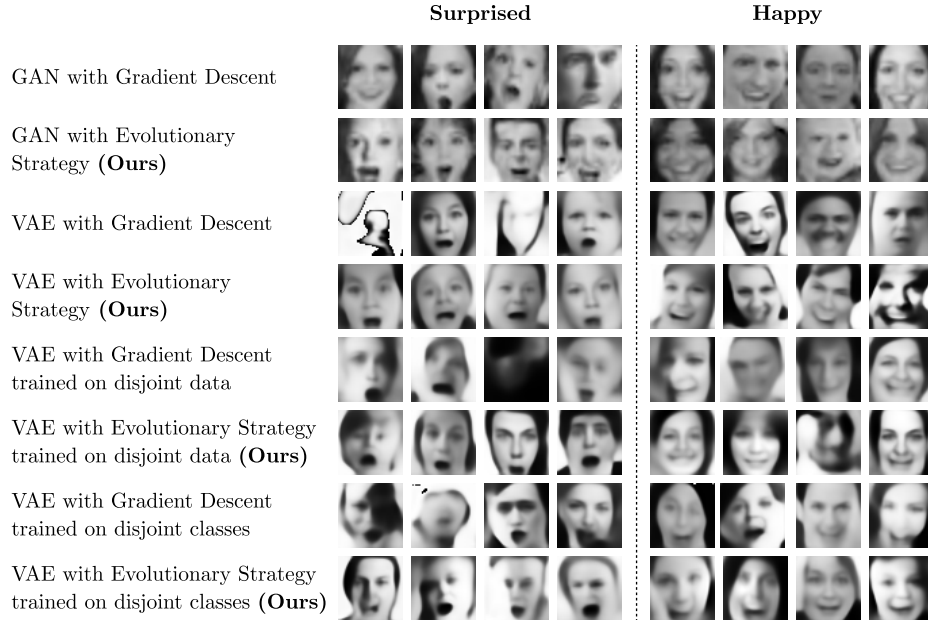 Surprised
Happy
GAN with Gradient Descent
GAN with Evolutionary
Strategy (Ours)
VAE with Gradient Descent
VAE with Evolutionary
Strategy (Ours)
VAE with Gradient Descent
trained on disjoint data
VAE with Evolutionary Strategy
trained on disjoint data (Ours)
VAE with Gradient Descent
trained on disjoint classes
VAE with Evolutionary Strategy
trained on disjoint classes (Ours)